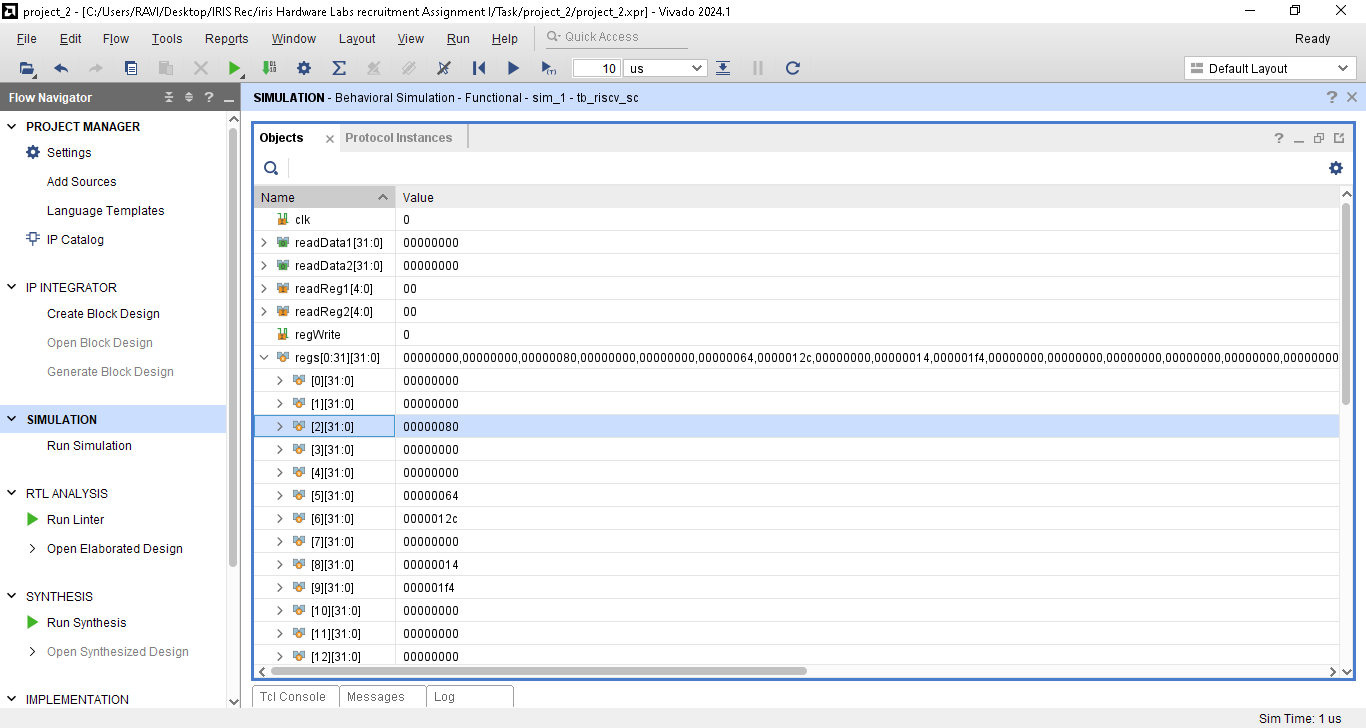 project_2 - [C:/Users/RAVI/Desktop/IRIS Rec/iris Hardware Labs recruitment Assignment I/Task/project_2/project_2.xpr] - Vivado 2024.1
File Edit Flow Tools Reports Window Layout View Run Help Quick Access Ready
10 us Default Layout
Flow Navigator
SIMULATION - Behavioral Simulation - Functional - sim_1 - tb_riscv_sc
PROJECT MANAGER
Settings
Add Sources
Language Templates
IP Catalog
IP INTEGRATOR
Create Block Design
Open Block Design
Generate Block Design
SIMULATION
Run Simulation
RTL ANALYSIS
Run Linter
Open Elaborated Design
SYNTHESIS
Run Synthesis
Open Synthesized Design
IMPLEMENTATION
Objects Protocol Instances
Name Value
clk 0
readData1[31:0] 00000000
readData2[31:0] 00000000
readReg1[4:0] 00
readReg2[4:0] 00
regWrite 0
regs[0:31][31:0] 00000000,00000000,00000080,00000000,00000000,00000064,0000012c,00000000,00000014,000001f4,00000000,00000000,00000000,00000000,00000000,00000000
[0][31:0] 00000000
[1][31:0] 00000000
[2][31:0] 00000080
[3][31:0] 00000000
[4][31:0] 00000000
[5][31:0] 00000064
[6][31:0] 0000012c
[7][31:0] 00000000
[8][31:0] 00000014
[9][31:0] 000001f4
[10][31:0] 00000000
[11][31:0] 00000000
[12][31:0] 00000000
Tcl Console Messages Log
Sim Time: 1 us